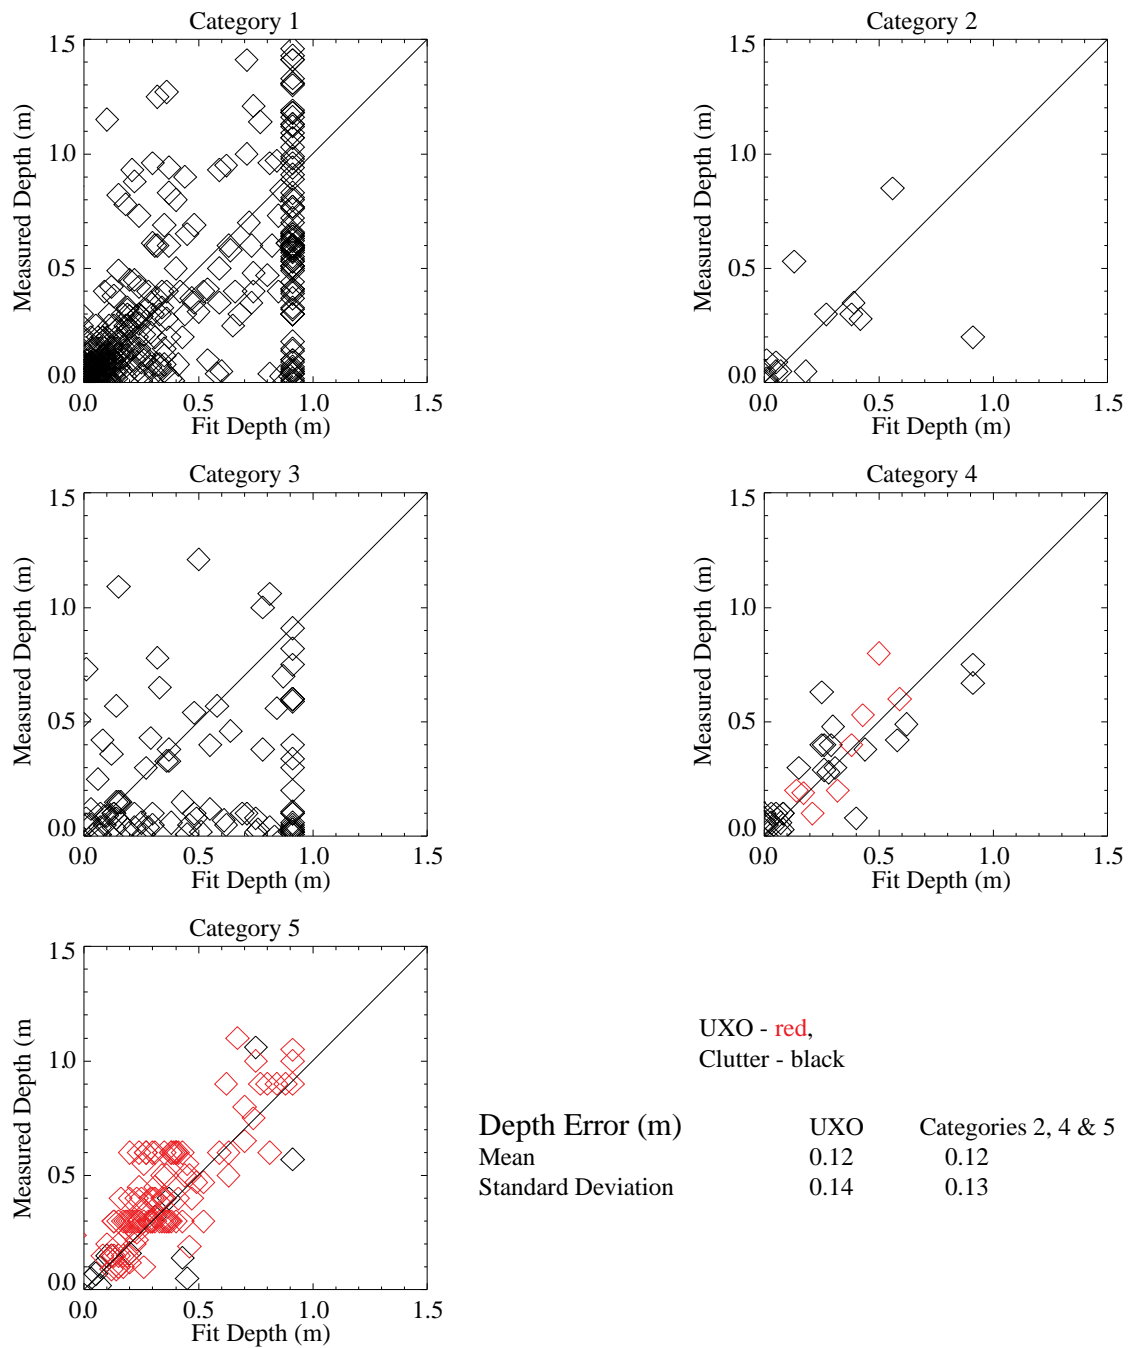 Category 1
Measured Depth (m)
1.5
1.0
0.5
0.0
0.0 0.5 1.0 1.5
Fit Depth (m)
Category 2
Measured Depth (m)
1.5
1.0
0.5
0.0
0.0 0.5 1.0 1.5
Fit Depth (m)
Category 3
Measured Depth (m)
1.5
1.0
0.5
0.0
0.0 0.5 1.0 1.5
Fit Depth (m)
Category 4
Measured Depth (m)
1.5
1.0
0.5
0.0
0.0 0.5 1.0 1.5
Fit Depth (m)
Category 5
Measured Depth (m
1.5
1.0
0.5
0.0
0.0 0.5 1.0 1.5
Fit Depth (m)
UXO - red,
Clutter - black
Depth Error (m) UXO Categories 2, 4 & 5
Mean 0.12 0.12
Standard Deviation 0.14 0.13